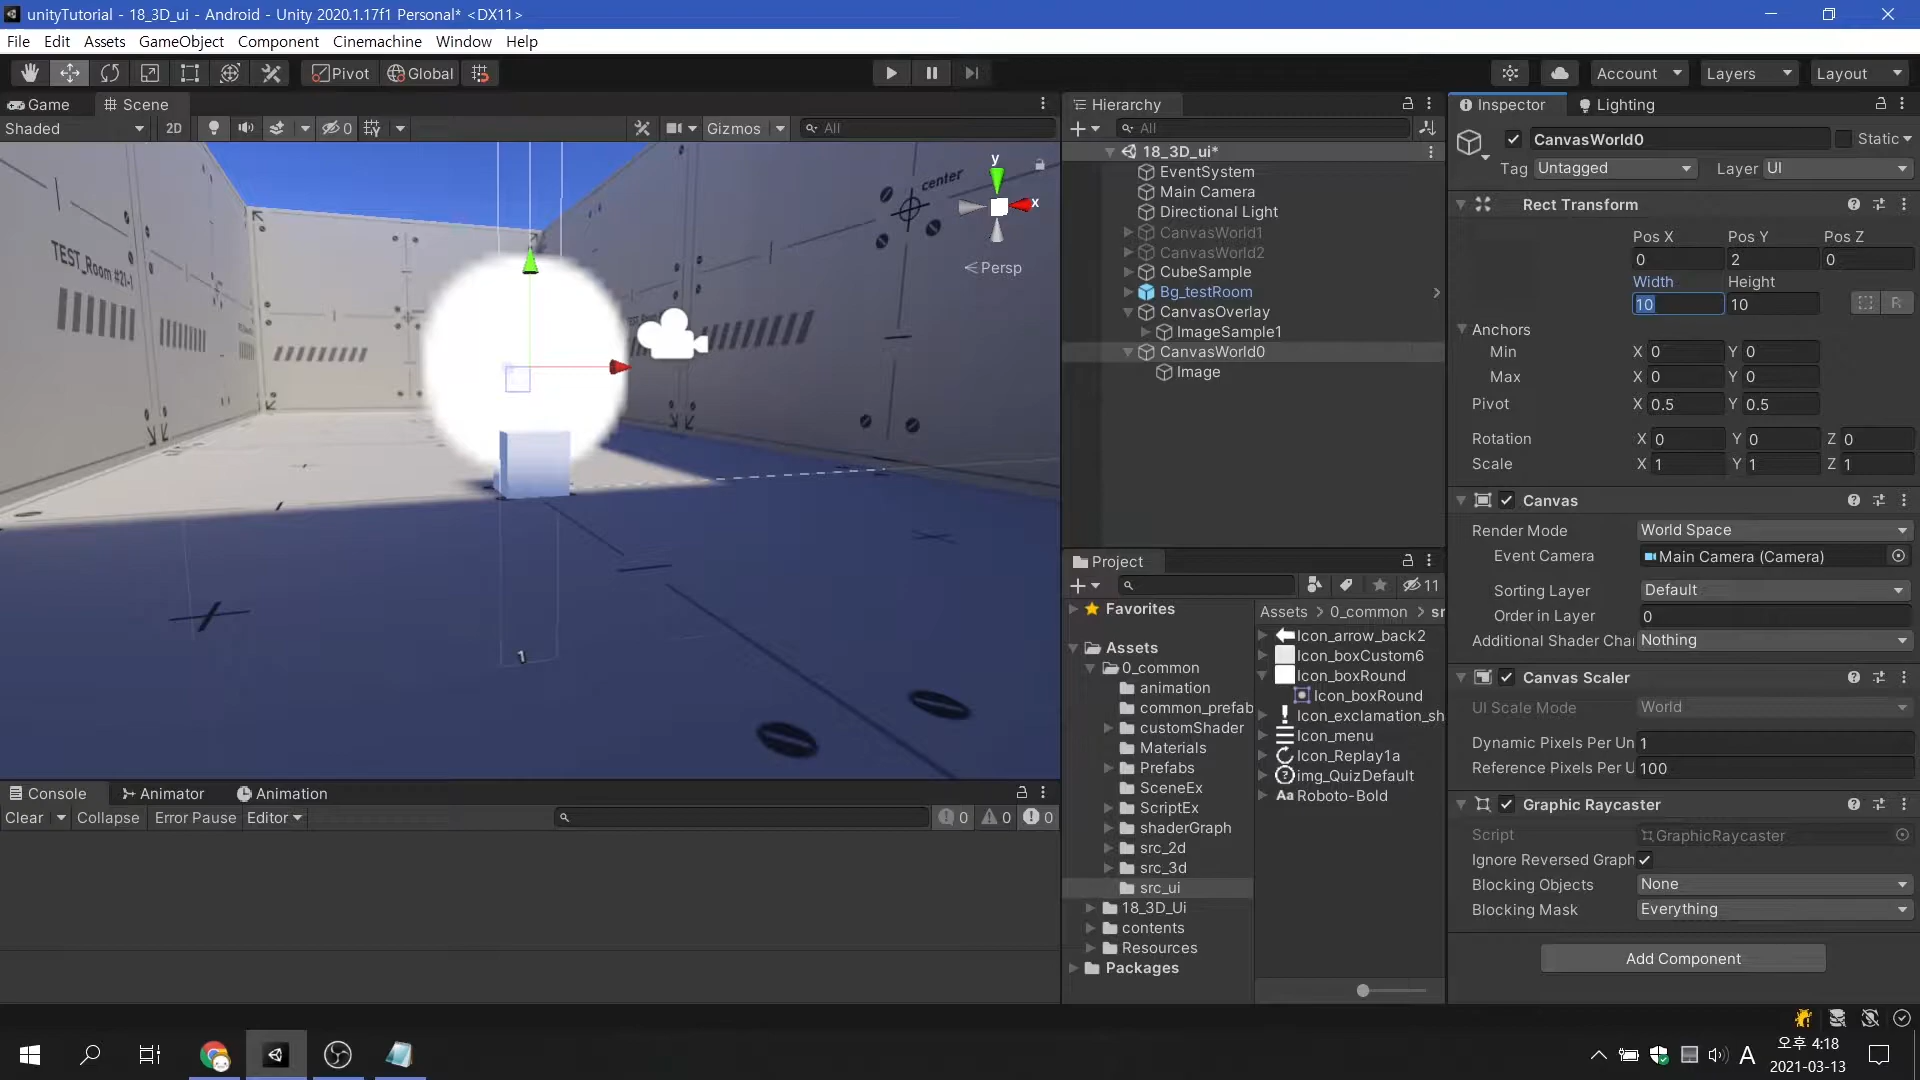 unityTutorial - 18_3D_ui - Android - Unity 2020.1.17f1 Personal* <DX11>
File Edit Assets GameObject Component Cinemachine Window Help
Pivot Global Account Layers Layout
Game Scene
Shaded 2D 0 Gizmos All
TEST_Room #21-1
center
y
x
Persp
1
Hierarchy
All
18_3D_ui*
EventSystem
Main Camera
Directional Light
CanvasWorld1
CanvasWorld2
CubeSample
Bg_testRoom
CanvasOverlay
ImageSample1
CanvasWorld0
Image
Project
11
Favorites
Assets
0_common
animation
common_prefab
customShader
Materials
Prefabs
SceneEx
ScriptEx
shaderGraph
src_2d
src_3d
src_ui
18_3D_Ui
contents
Resources
Packages
Assets > 0_common > sr
Icon_arrow_back2
Icon_boxCustom6
Icon_boxRound
Icon_boxRound
Icon_exclamation_sh
Icon_menu
Icon_Replay1a
img_QuizDefault
Aa Roboto-Bold
Inspector Lighting
CanvasWorld0 Static
Tag Untagged Layer UI
Rect Transform
Pos X Pos Y Pos Z
0 2 0
Width Height
10 10 R
Anchors
Min X 0 Y 0
Max X 0 Y 0
Pivot X 0.5 Y 0.5
Rotation X 0 Y 0 Z 0
Scale X 1 Y 1 Z 1
Canvas
Render Mode World Space
Event Camera Main Camera (Camera)
Sorting Layer Default
Order in Layer 0
Additional Shader Chai Nothing
Canvas Scaler
UI Scale Mode World
Dynamic Pixels Per Un 1
Reference Pixels Per U 100
Graphic Raycaster
Script GraphicRaycaster
Ignore Reversed Graph
Blocking Objects None
Blocking Mask Everything
Add Component
Console Animator Animation
Clear Collapse Error Pause Editor 0 0 0
A
오후 4:18
2021-03-13